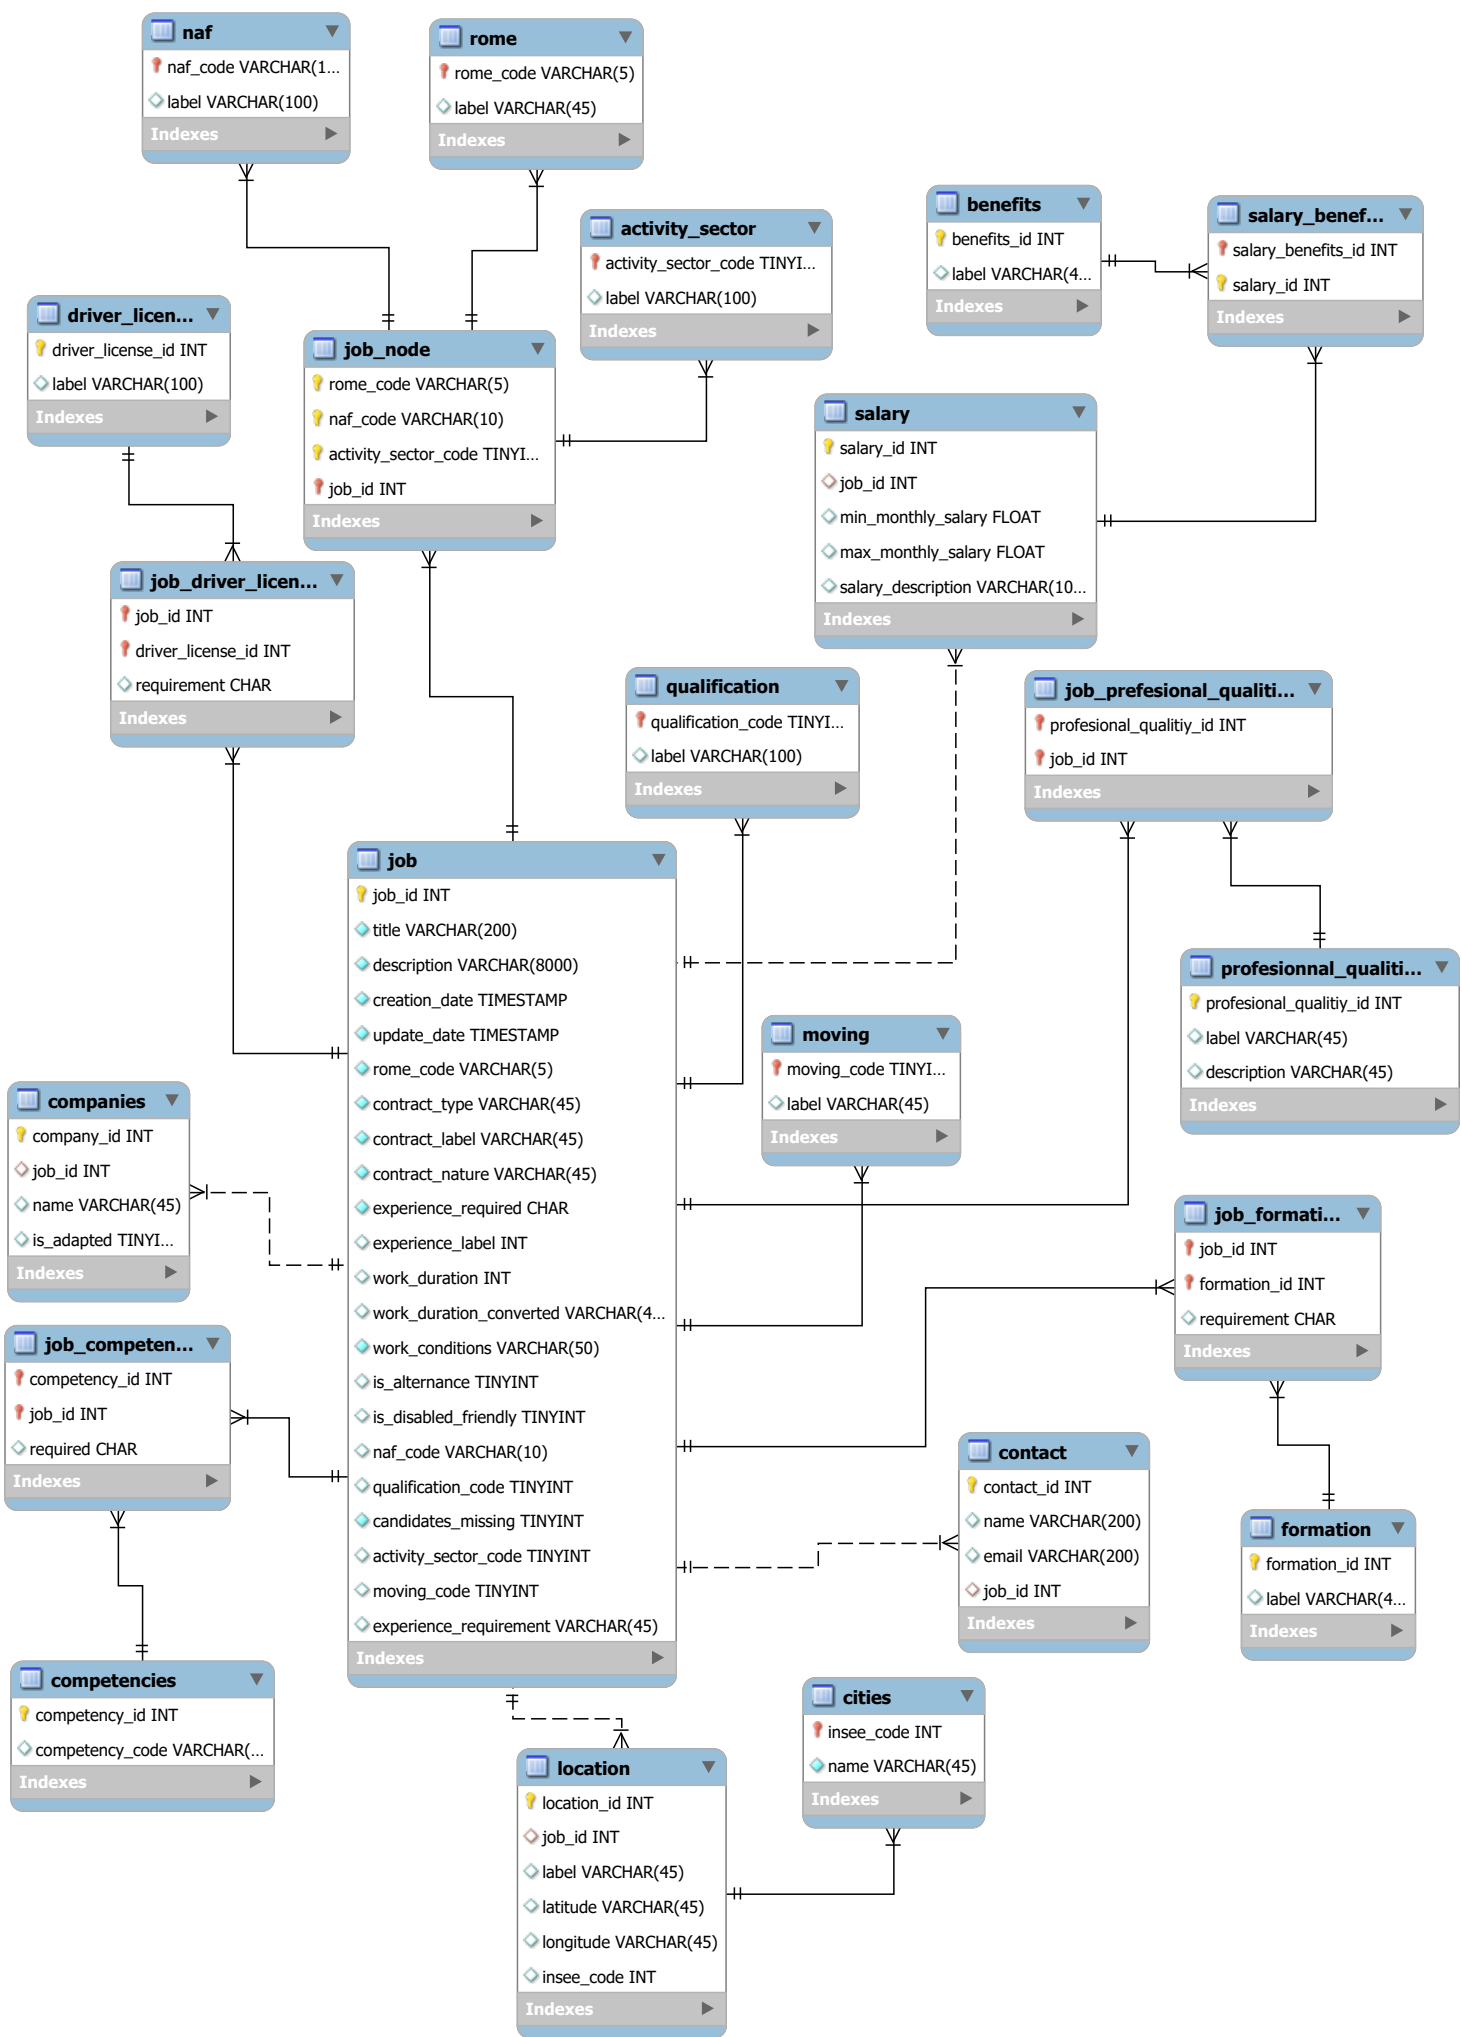 naf
naf_code VARCHAR(1...
label VARCHAR(100)
Indexes
rome
rome_code VARCHAR(5)
label VARCHAR(45)
Indexes
activity_sector
activity_sector_code TINYI...
label VARCHAR(100)
Indexes
benefits
benefits_id INT
label VARCHAR(4...
Indexes
salary_benef...
salary_benefits_id INT
salary_id INT
Indexes
driver_licen...
driver_license_id INT
label VARCHAR(100)
Indexes
job_node
rome_code VARCHAR(5)
naf_code VARCHAR(10)
activity_sector_code TINYI...
job_id INT
Indexes
salary
salary_id INT
job_id INT
min_monthly_salary FLOAT
max_monthly_salary FLOAT
salary_description VARCHAR(10...
Indexes
job_driver_licen...
job_id INT
driver_license_id INT
requirement CHAR
Indexes
qualification
qualification_code TINYI...
label VARCHAR(100)
Indexes
job_prefesional_qualiti...
profesional_qualitiy_id INT
job_id INT
Indexes
job
job_id INT
title VARCHAR(200)
description VARCHAR(8000)
creation_date TIMESTAMP
update_date TIMESTAMP
rome_code VARCHAR(5)
contract_type VARCHAR(45)
contract_label VARCHAR(45)
contract_nature VARCHAR(45)
experience_required CHAR
experience_label INT
work_duration INT
work_duration_converted VARCHAR(4...
work_conditions VARCHAR(50)
is_alternance TINYINT
is_disabled_friendly TINYINT
naf_code VARCHAR(10)
qualification_code TINYINT
candidates_missing TINYINT
activity_sector_code TINYINT
moving_code TINYINT
experience_requirement VARCHAR(45)
Indexes
profesionnal_qualiti...
profesional_qualitiy_id INT
label VARCHAR(45)
description VARCHAR(45)
Indexes
moving
moving_code TINYI...
label VARCHAR(45)
Indexes
companies
company_id INT
job_id INT
name VARCHAR(45)
is_adapted TINYI...
Indexes
job_formati...
job_id INT
formation_id INT
requirement CHAR
Indexes
job_competen...
competency_id INT
job_id INT
required CHAR
Indexes
contact
contact_id INT
name VARCHAR(200)
email VARCHAR(200)
job_id INT
Indexes
formation
formation_id INT
label VARCHAR(4...
Indexes
competencies
competency_id INT
competency_code VARCHAR(...
Indexes
cities
insee_code INT
name VARCHAR(45)
Indexes
location
location_id INT
job_id INT
label VARCHAR(45)
latitude VARCHAR(45)
longitude VARCHAR(45)
insee_code INT
Indexes